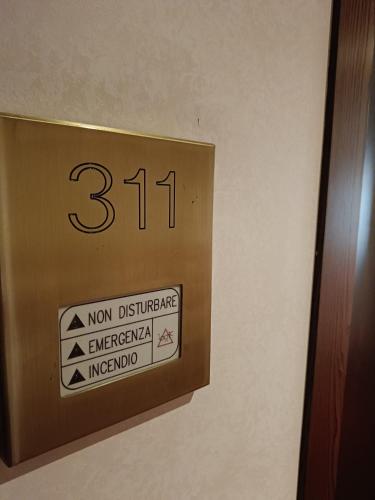 311
NON DISTURBARE
EMERGENZA
INCENDIO